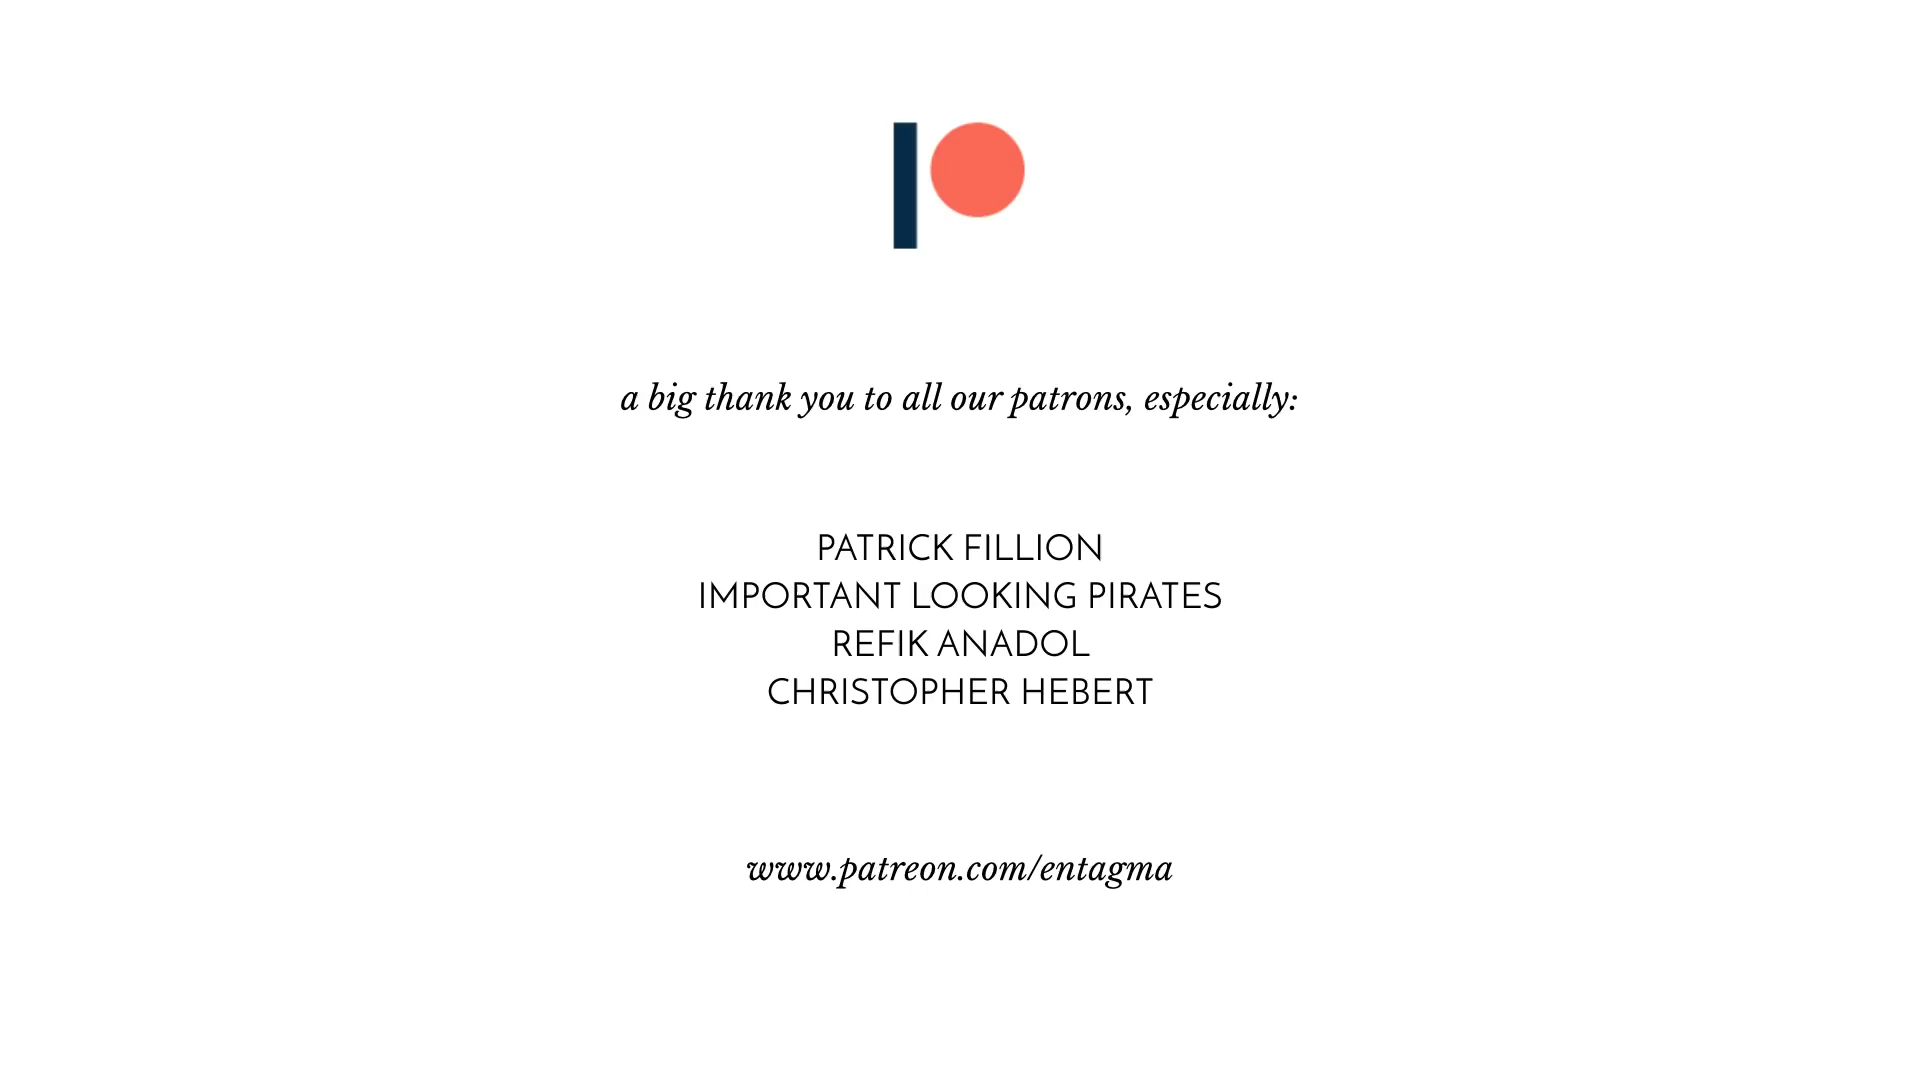 a big thank you to all our patrons, especially:
PATRICK FILLION
IMPORTANT LOOKING PIRATES
REFIK ANADOL
CHRISTOPHER HEBERT
www.patreon.com/entagma